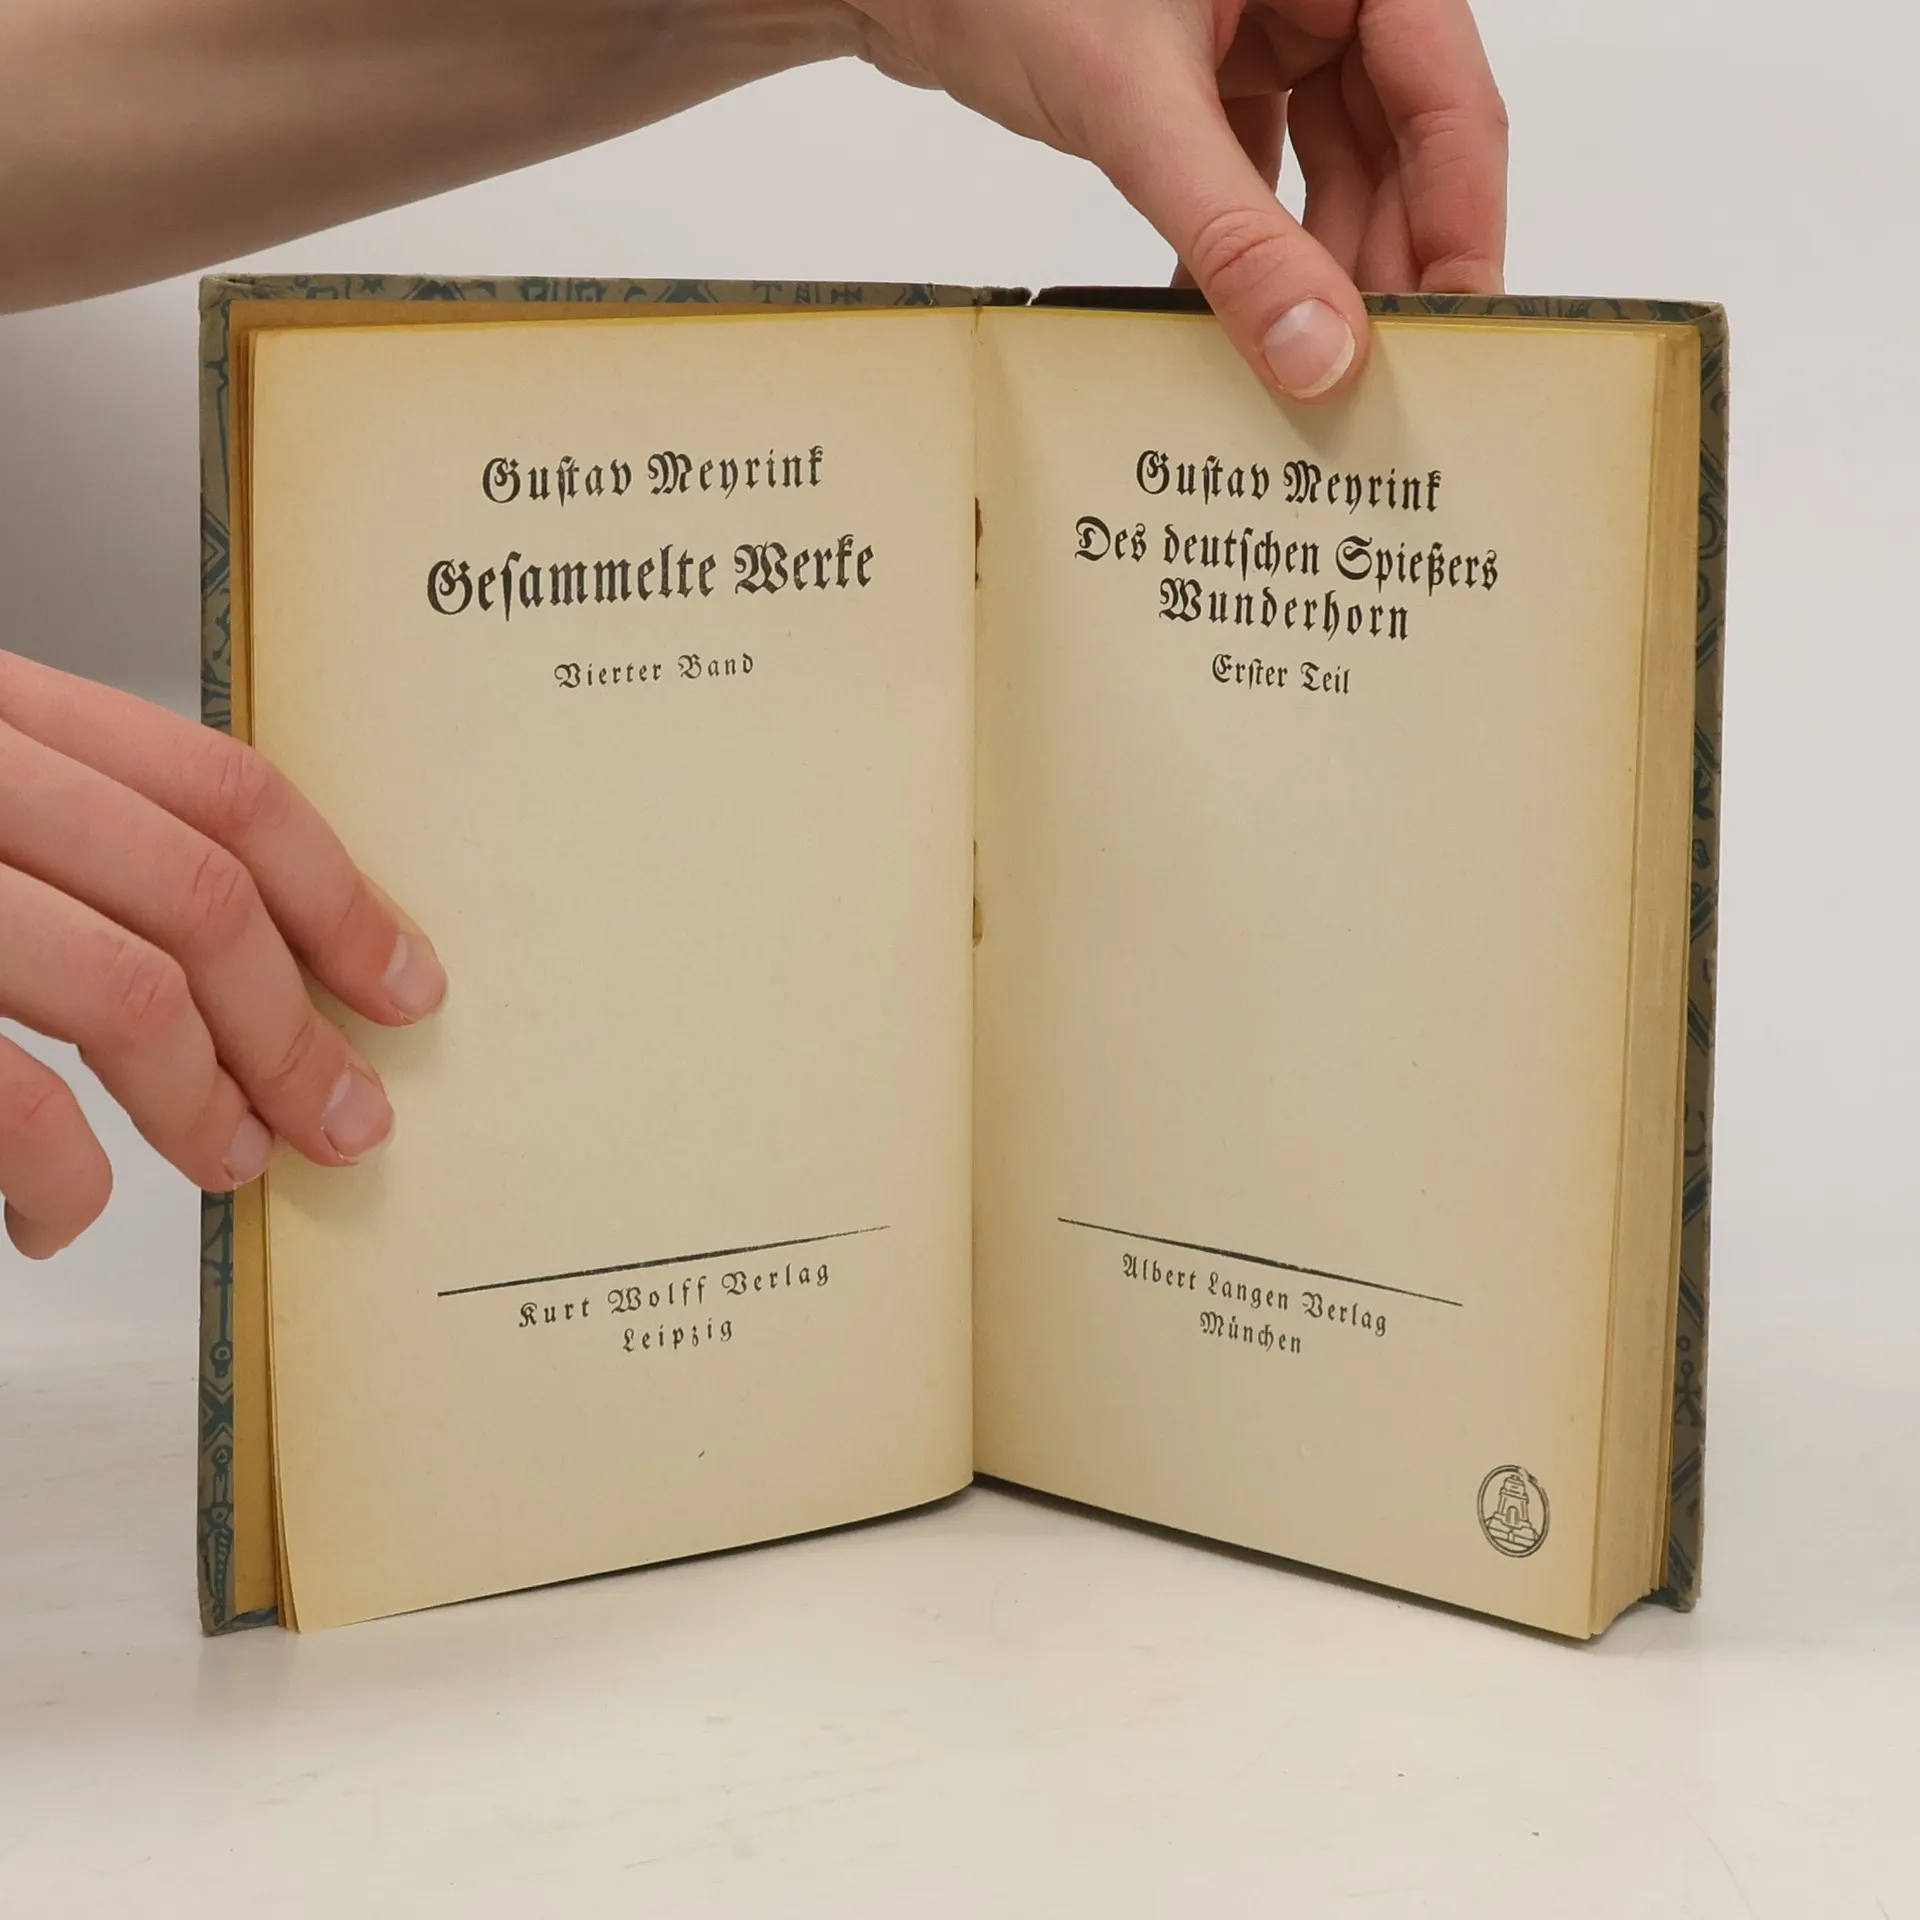 Gustav Meyrink
Gesammelte Werke
Vierter Band
Kurt Wolff Verlag
Leipzig
Gustav Meyrink
Des deutschen Spießers
Wunderhorn
Erster Teil
Albert Langen Verlag
München